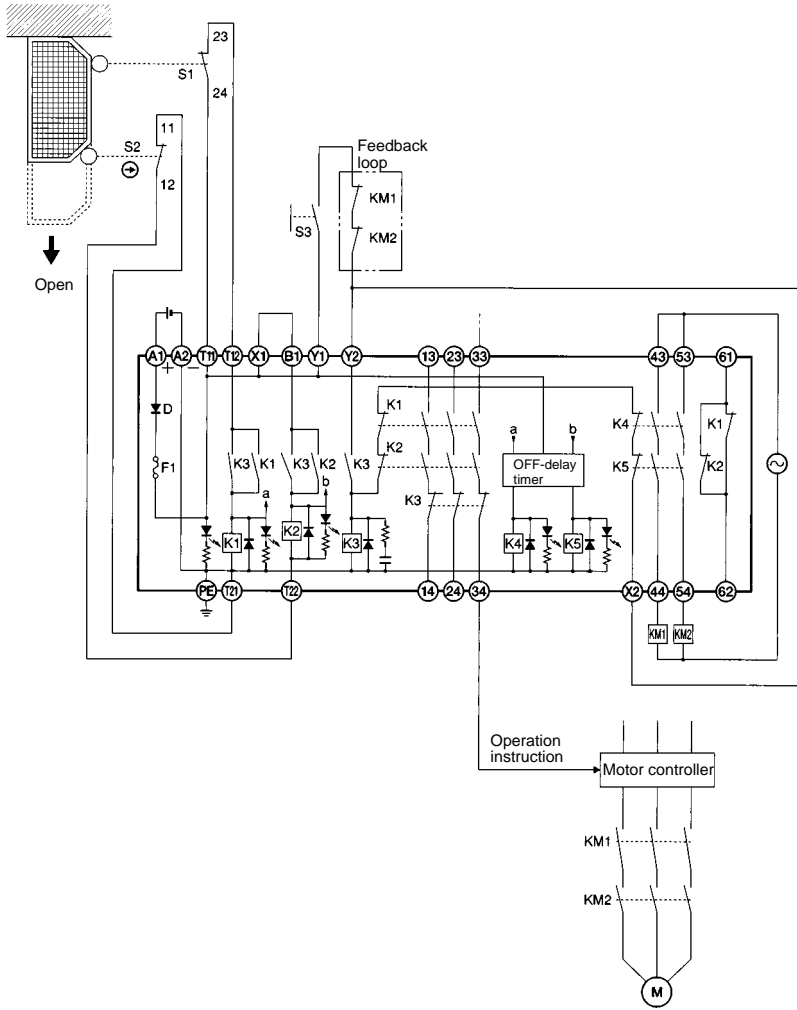 23
S1
24
11
S2
12
Open
Feedback
loop
KM1
S3
KM2
A1 A2 T11 T12 X1 B1 Y1 Y2 13 23 33 43 53 61
+ −
D
F1
K3 K1
a
K3 K2
b
K3
K1
K2
K3
a b
OFF-delay
timer
K4
K5
K1
K2
K1
K2
K3
K4
K5
PE T21 T22 14 24 34 X2 44 54 62
KM1 KM2
Operation
instruction
Motor controller
KM1
KM2
M